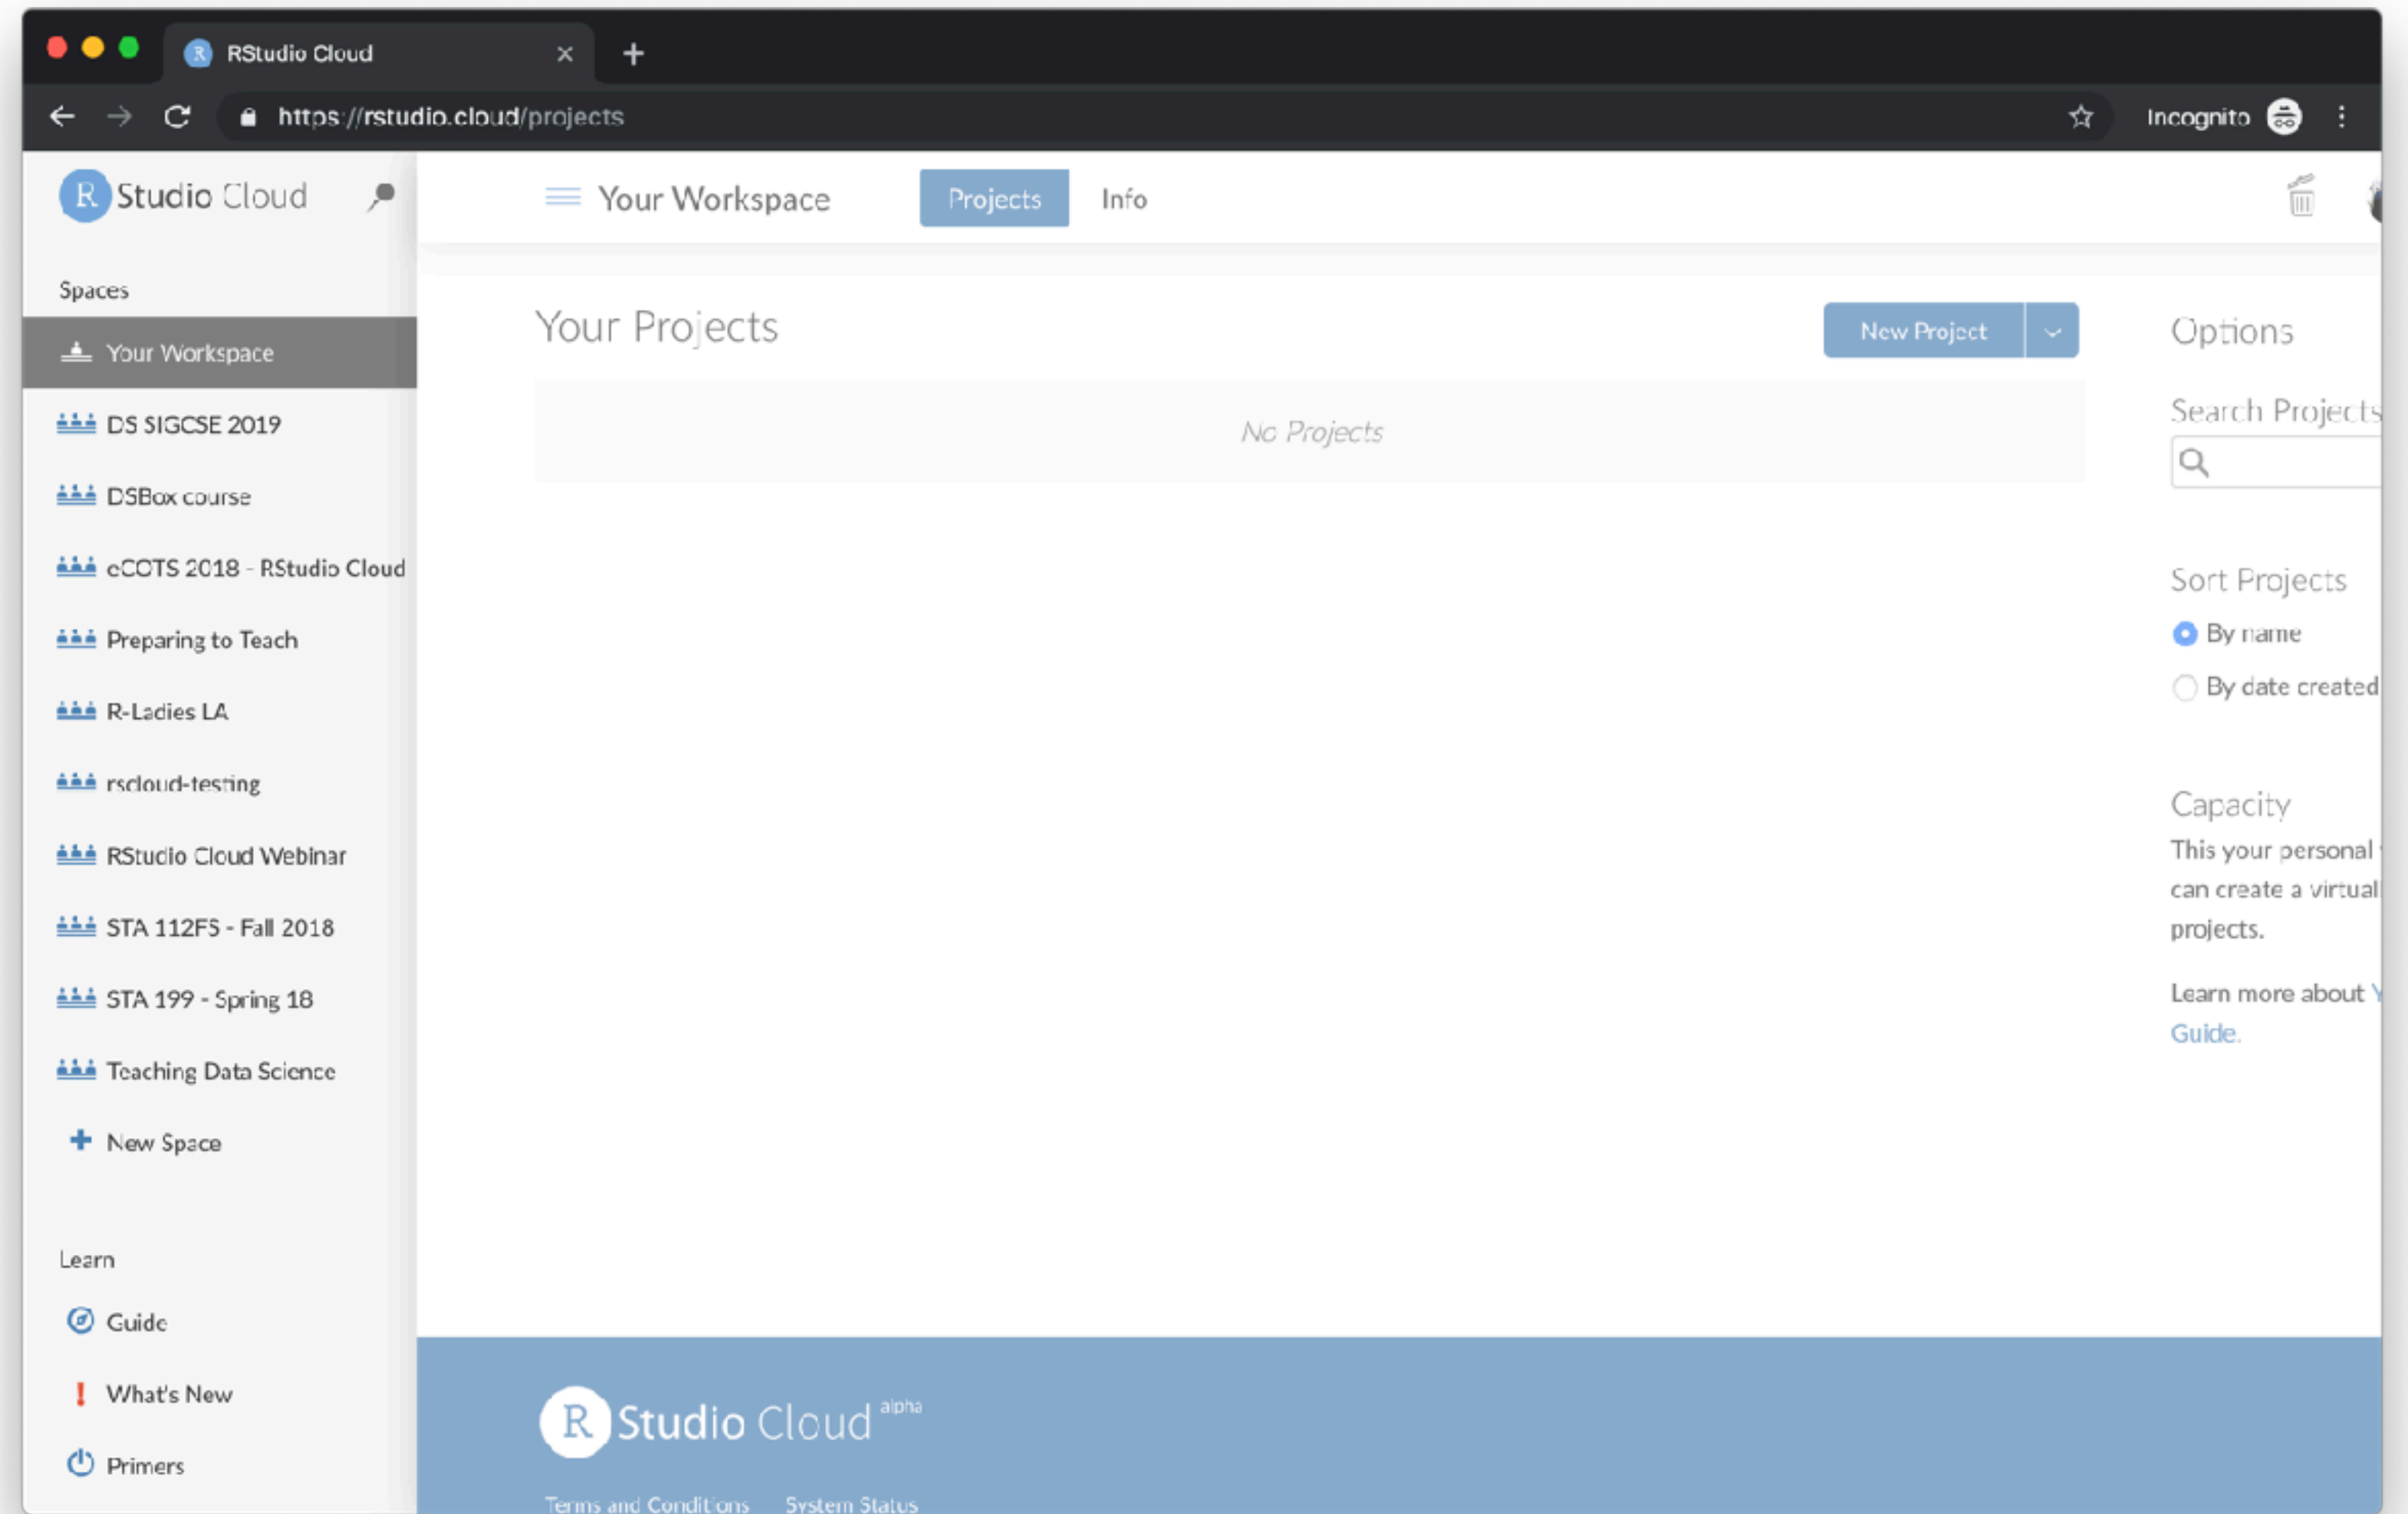 RStudio Cloud
https://rstudio.cloud/projects
Incognito
R Studio Cloud
Spaces
Your Workspace
DS SIGCSE 2019
DSBox course
eCOTS 2018 - RStudio Cloud
Preparing to Teach
R-Ladies LA
rscloud-testing
RStudio Cloud Webinar
STA 112FS - Fall 2018
STA 199 - Spring 18
Teaching Data Science
New Space
Learn
Guide
What's New
Primers
Your Workspace
Projects
Info
Your Projects
New Project
No Projects
Options
Search Projects
Sort Projects
By name
By date created
Capacity
This your personal
can create a virtual
projects.
Learn more about Y
Guide.
R Studio Cloud alpha
Terms and Conditions
System Status